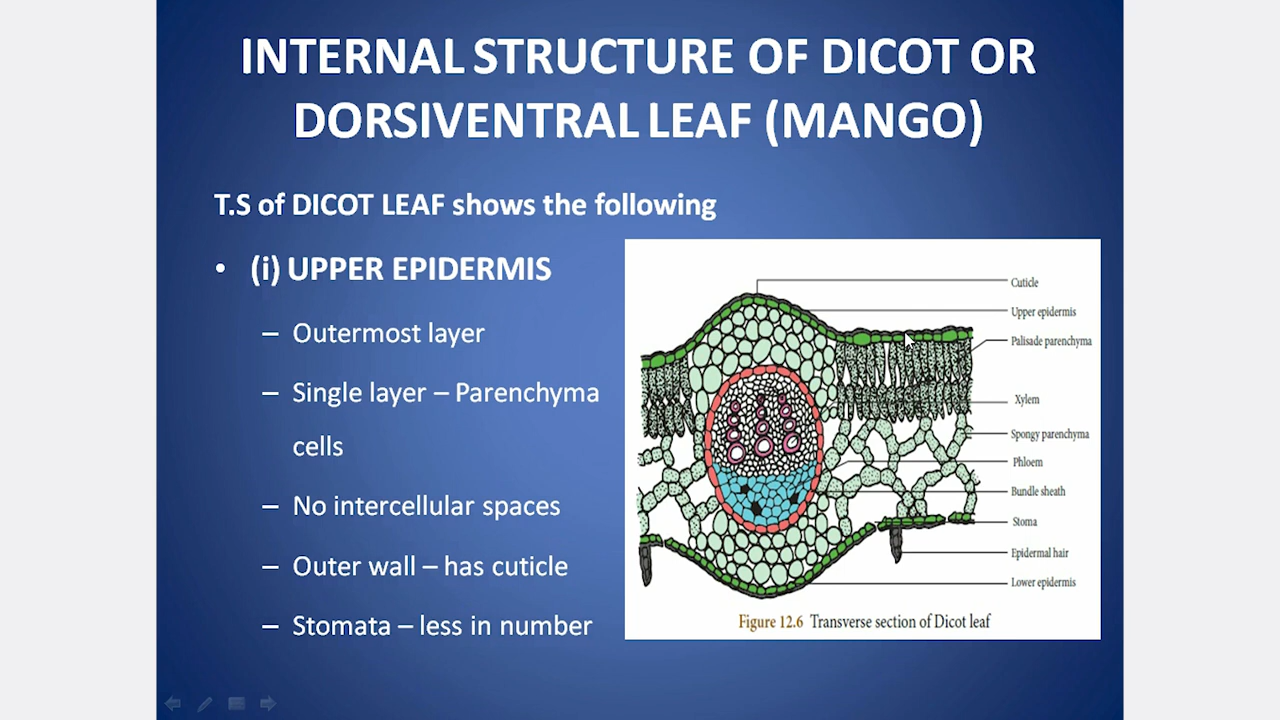 INTERNAL STRUCTURE OF DICOT OR
DORSIVENTRAL LEAF (MANGO)
T.S of DICOT LEAF shows the following
• (i) UPPER EPIDERMIS
– Outermost layer
– Single layer – Parenchyma
cells
– No intercellular spaces
– Outer wall – has cuticle
– Stomata – less in number
Cuticle
Upper epidermis
Palisade parenchyma
Xylem
Spongy parenchyma
Phloem
Bundle sheath
Stoma
Epidermal hair
Lower epidermis
Figure 12.6 Transverse section of Dicot leaf